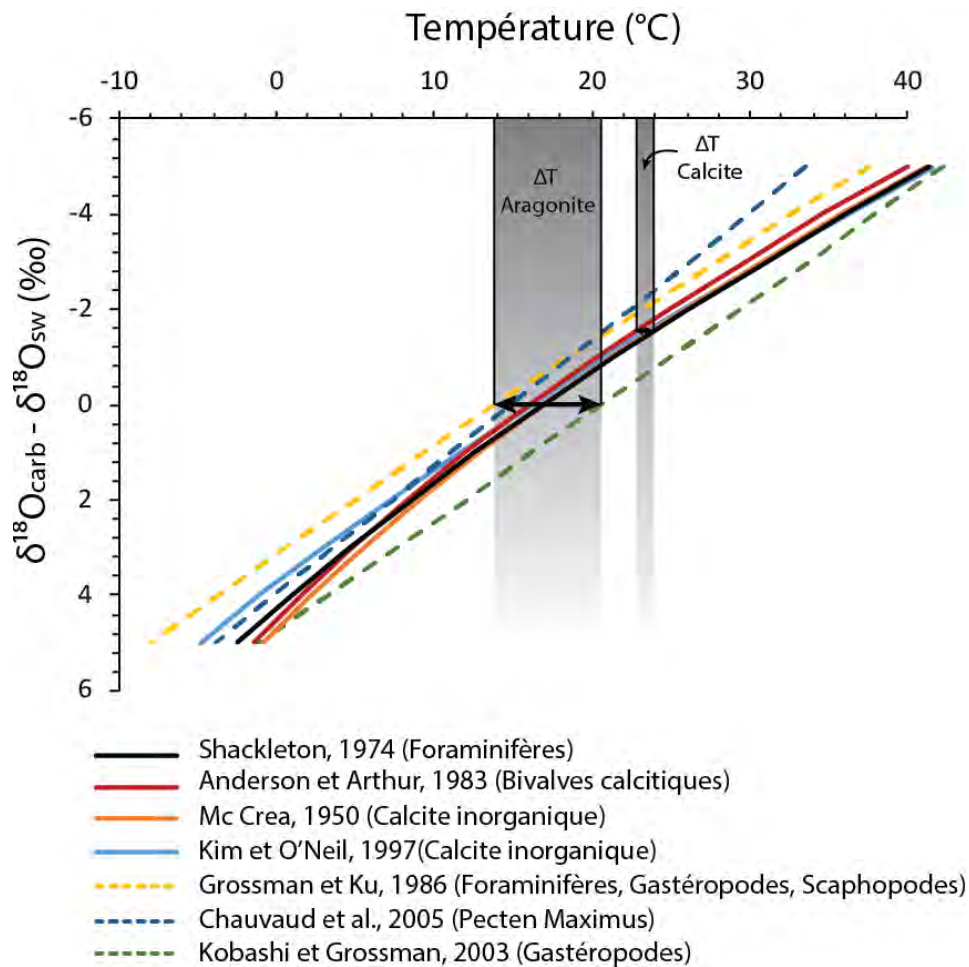 Température (°C)
-10 0 10 20 30 40
-6
-4
-2
0
2
4
6
δ¹⁸Ocarb - δ¹⁸Osw (‰)
ΔT
Aragonite
ΔT
Calcite
Shackleton, 1974 (Foraminifères)
Anderson et Arthur, 1983 (Bivalves calcitiques)
Mc Crea, 1950 (Calcite inorganique)
Kim et O’Neil, 1997(Calcite inorganique)
Grossman et Ku, 1986 (Foraminifères, Gastéropodes, Scaphopodes)
Chauvaud et al., 2005 (Pecten Maximus)
Kobashi et Grossman, 2003 (Gastéropodes)